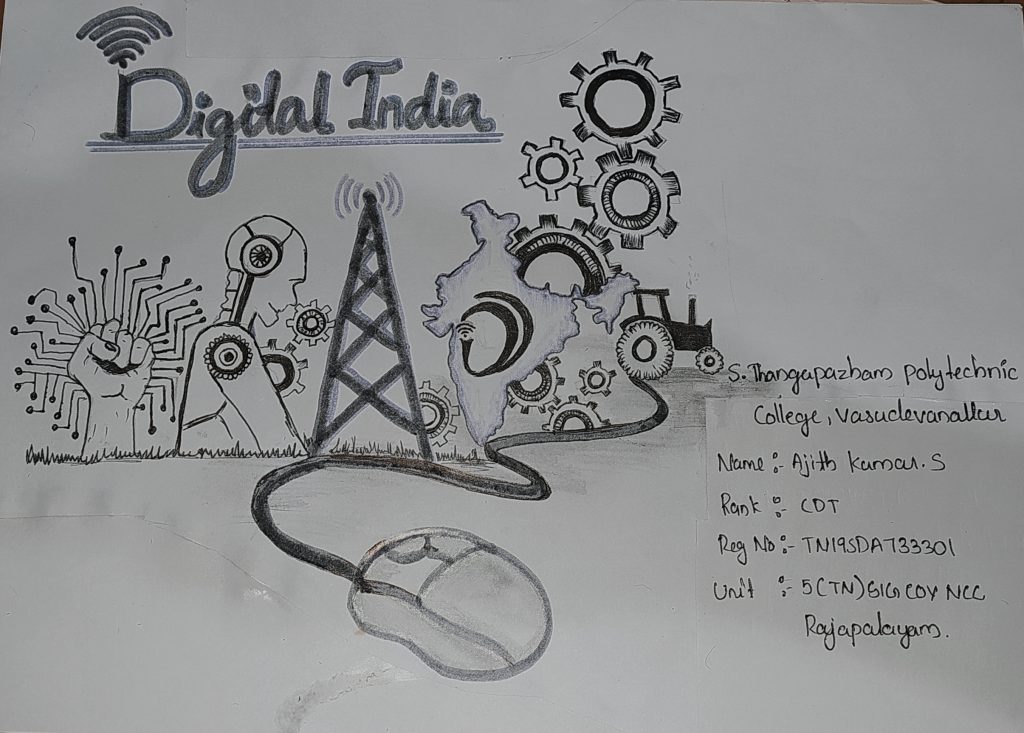 Digital India
S. Thangapazham Polytechnic
College, Vasudevanallur
Name :- Ajith Kumar. S
Rank :- CDT
Reg No :- TN19SDA733301
Unit :- 5(TN) SIG COY NCC
Rajapalayam.